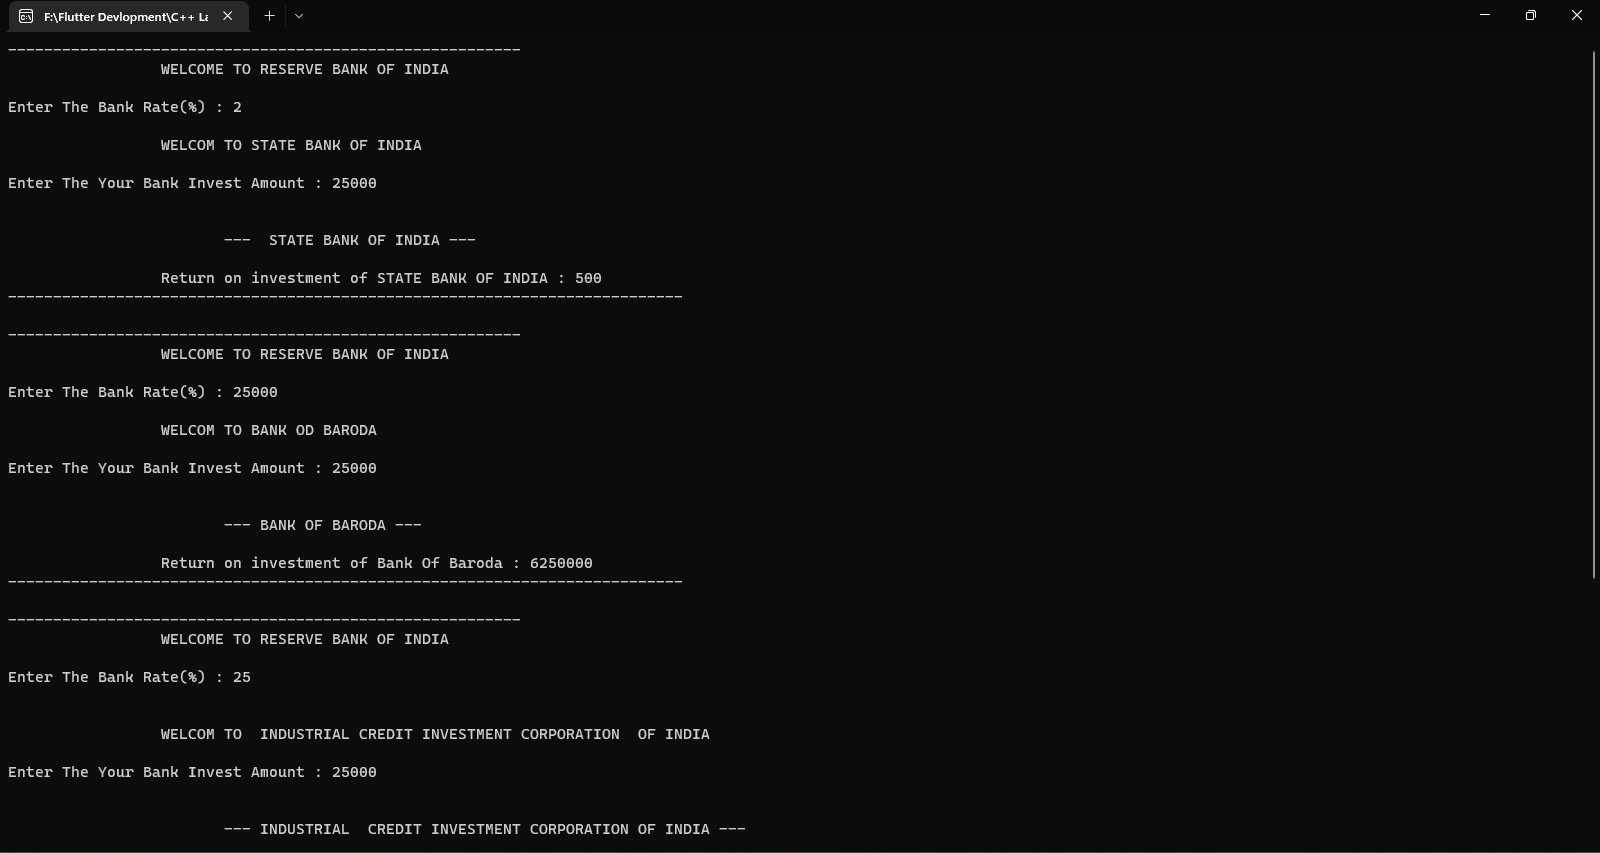 F:\Flutter Devlopment\C++ La
--------------------------------------------------------- 
WELCOME TO RESERVE BANK OF INDIA
Enter The Bank Rate(%) : 2
WELCOM TO STATE BANK OF INDIA
Enter The Your Bank Invest Amount : 25000
---  STATE BANK OF INDIA ---
Return on investment of STATE BANK OF INDIA : 500
---------------------------------------------------------------------------
---------------------------------------------------------
WELCOME TO RESERVE BANK OF INDIA
Enter The Bank Rate(%) : 25000
WELCOM TO BANK OD BARODA
Enter The Your Bank Invest Amount : 25000
--- BANK OF BARODA ---
Return on investment of Bank Of Baroda : 6250000
---------------------------------------------------------------------------
---------------------------------------------------------
WELCOME TO RESERVE BANK OF INDIA
Enter The Bank Rate(%) : 25
WELCOM TO  INDUSTRIAL CREDIT INVESTMENT CORPORATION  OF INDIA
Enter The Your Bank Invest Amount : 25000
--- INDUSTRIAL  CREDIT INVESTMENT CORPORATION OF INDIA ---